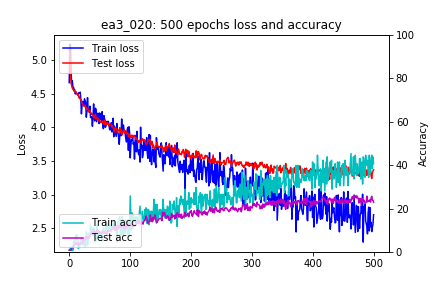 ea3_020: 500 epochs loss and accuracy
Train loss
Test loss
Train acc
Test acc
Loss
5.0
4.5
4.0
3.5
3.0
2.5
Accuracy
100
80
60
40
20
0
0 100 200 300 400 500